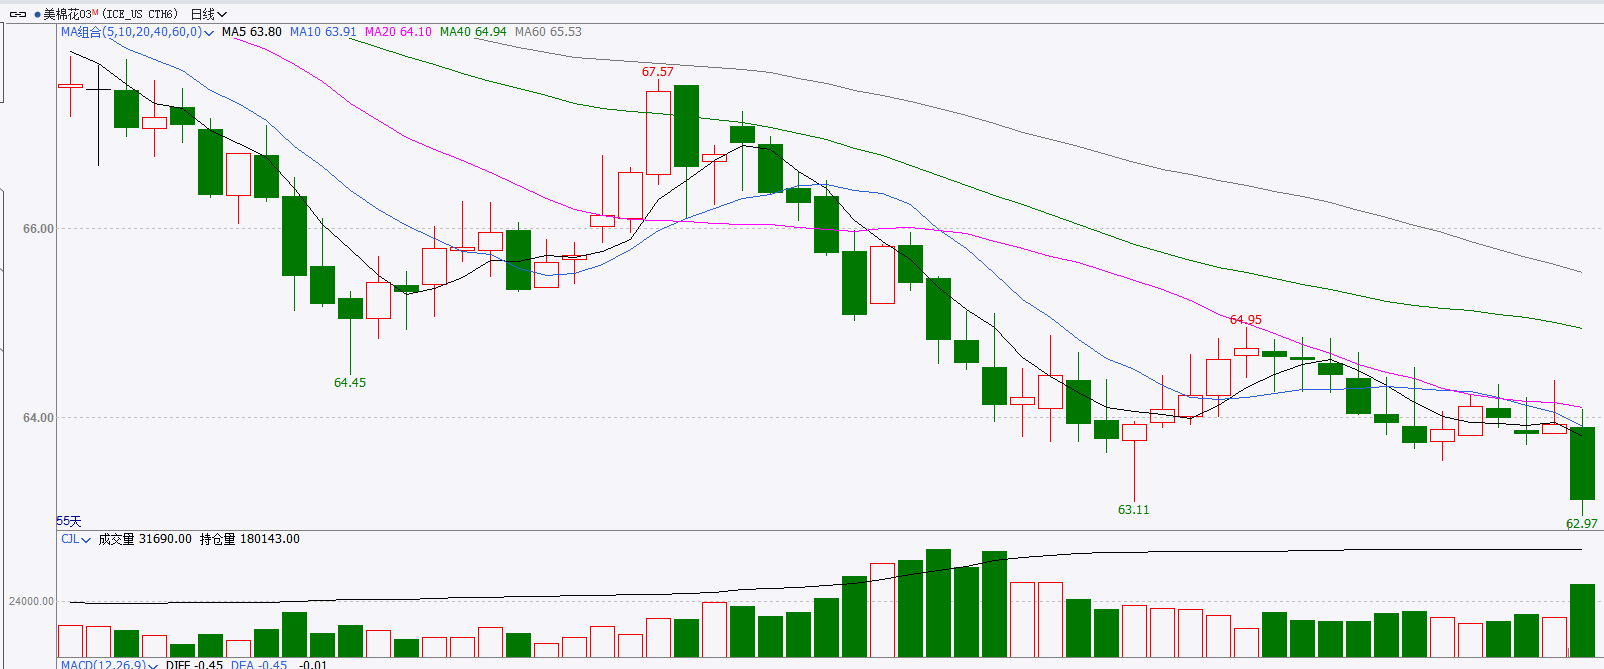 美棉花03M (ICE_US CTH6) 日线
MA组合(5,10,20,40,60,0) MA5 63.80 MA10 63.91 MA20 64.10 MA40 64.94 MA60 65.53
67.57
66.00
64.95
64.45
64.00
63.11
55天
62.97
CJL 成交量 31690.00 持仓量 180143.00
24000.00
MACD(12,26,9) DIFF -0.45 DEA -0.45 -0.01